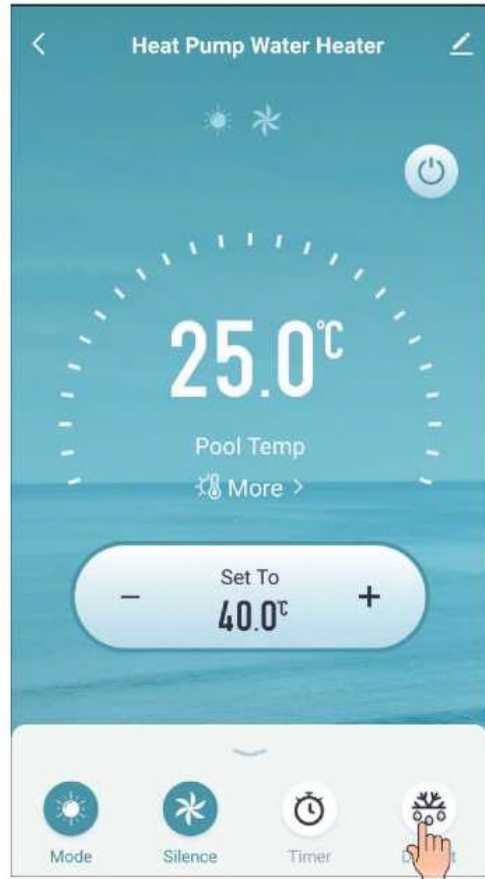 Heat Pump Water Heater
25.0°C
Pool Temp
More >
Set To
− 40.0℃ +
Mode Silence Timer